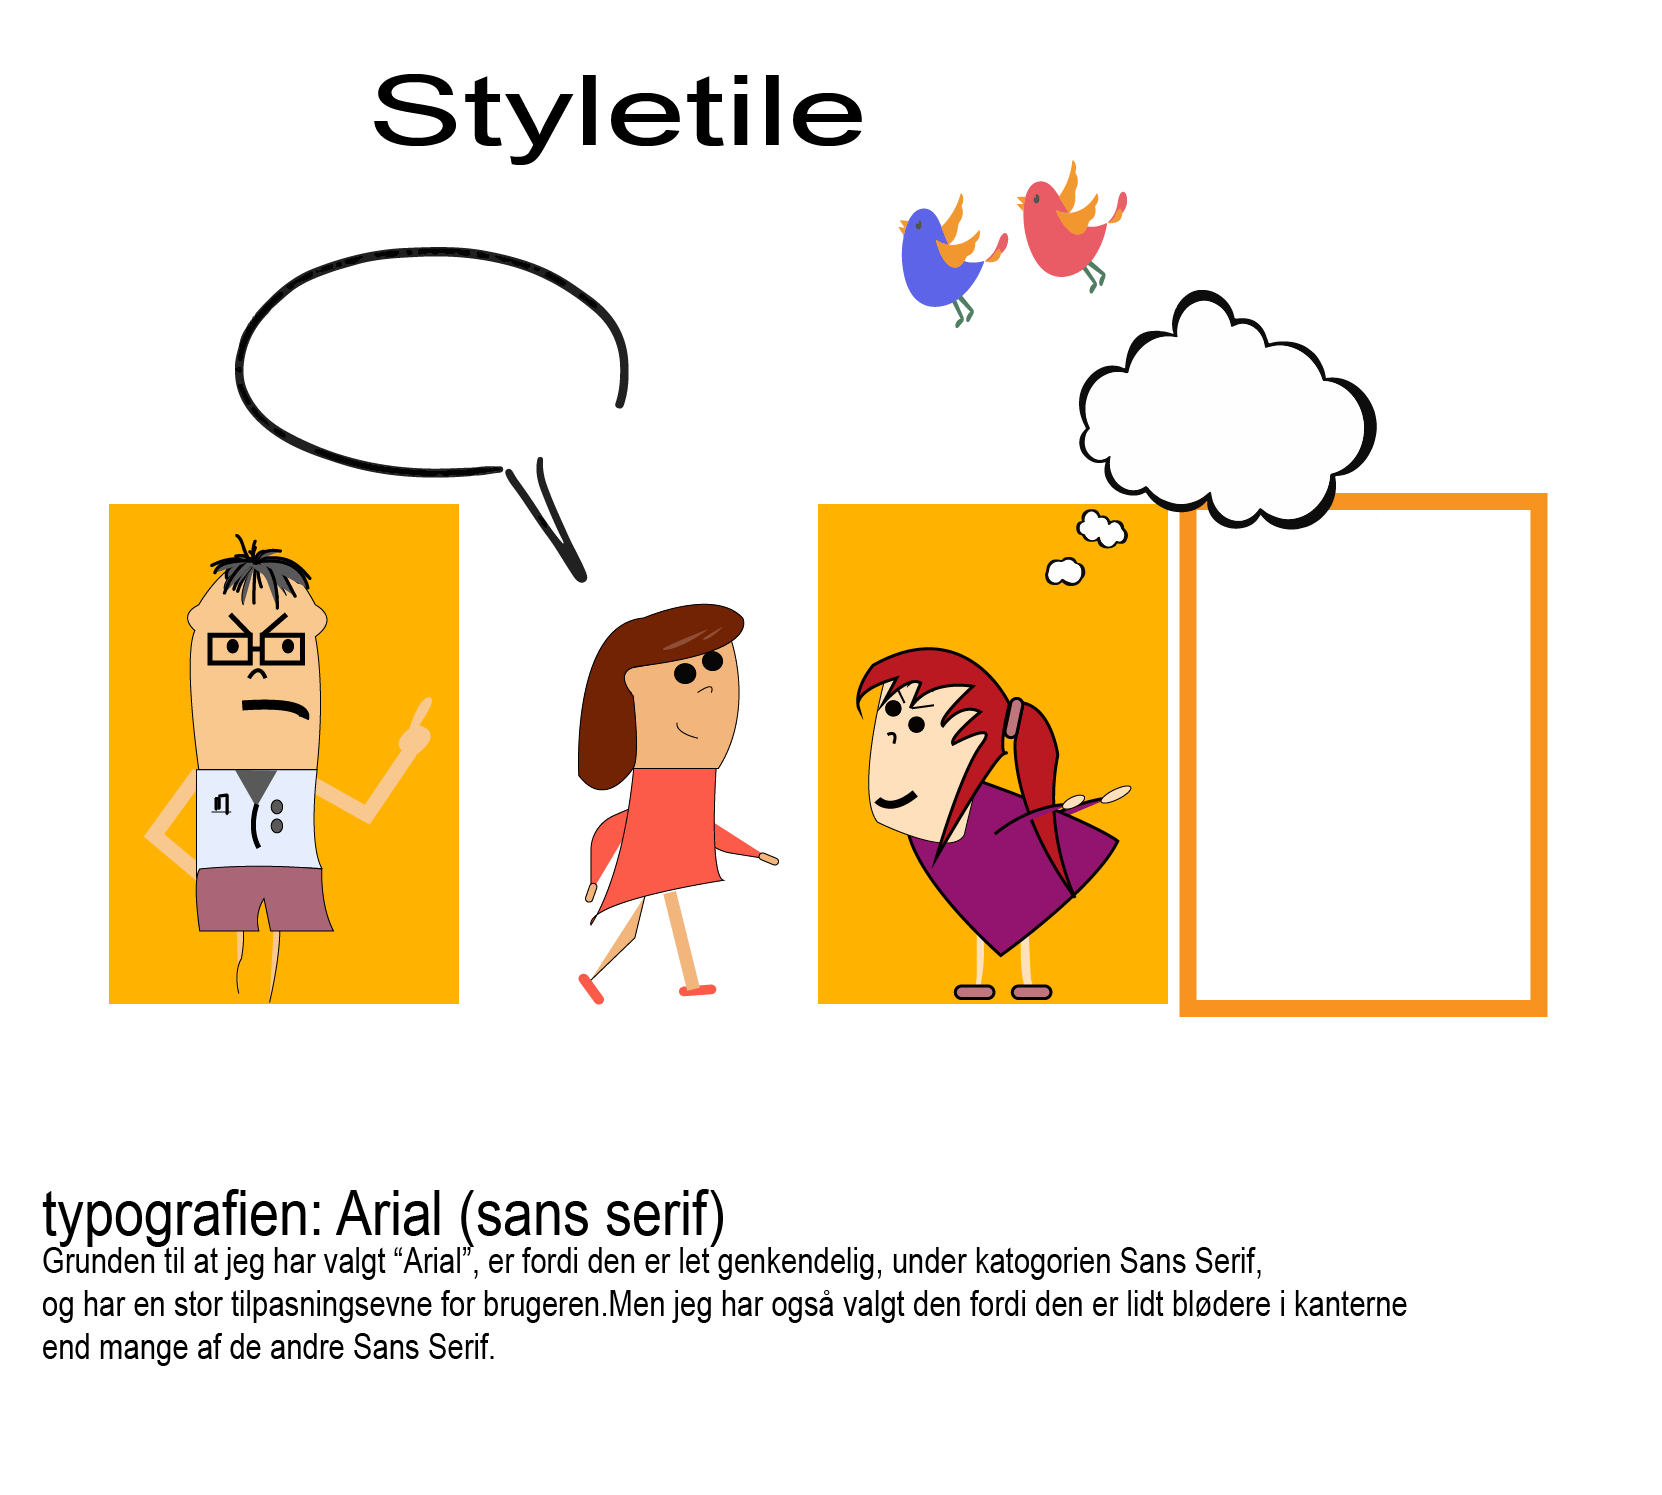 Styletile
typografien: Arial (sans serif)
Grunden til at jeg har valgt “Arial”, er fordi den er let genkendelig, under katogorien Sans Serif,
og har en stor tilpasningsevne for brugeren.Men jeg har også valgt den fordi den er lidt blødere i kanterne
end mange af de andre Sans Serif.